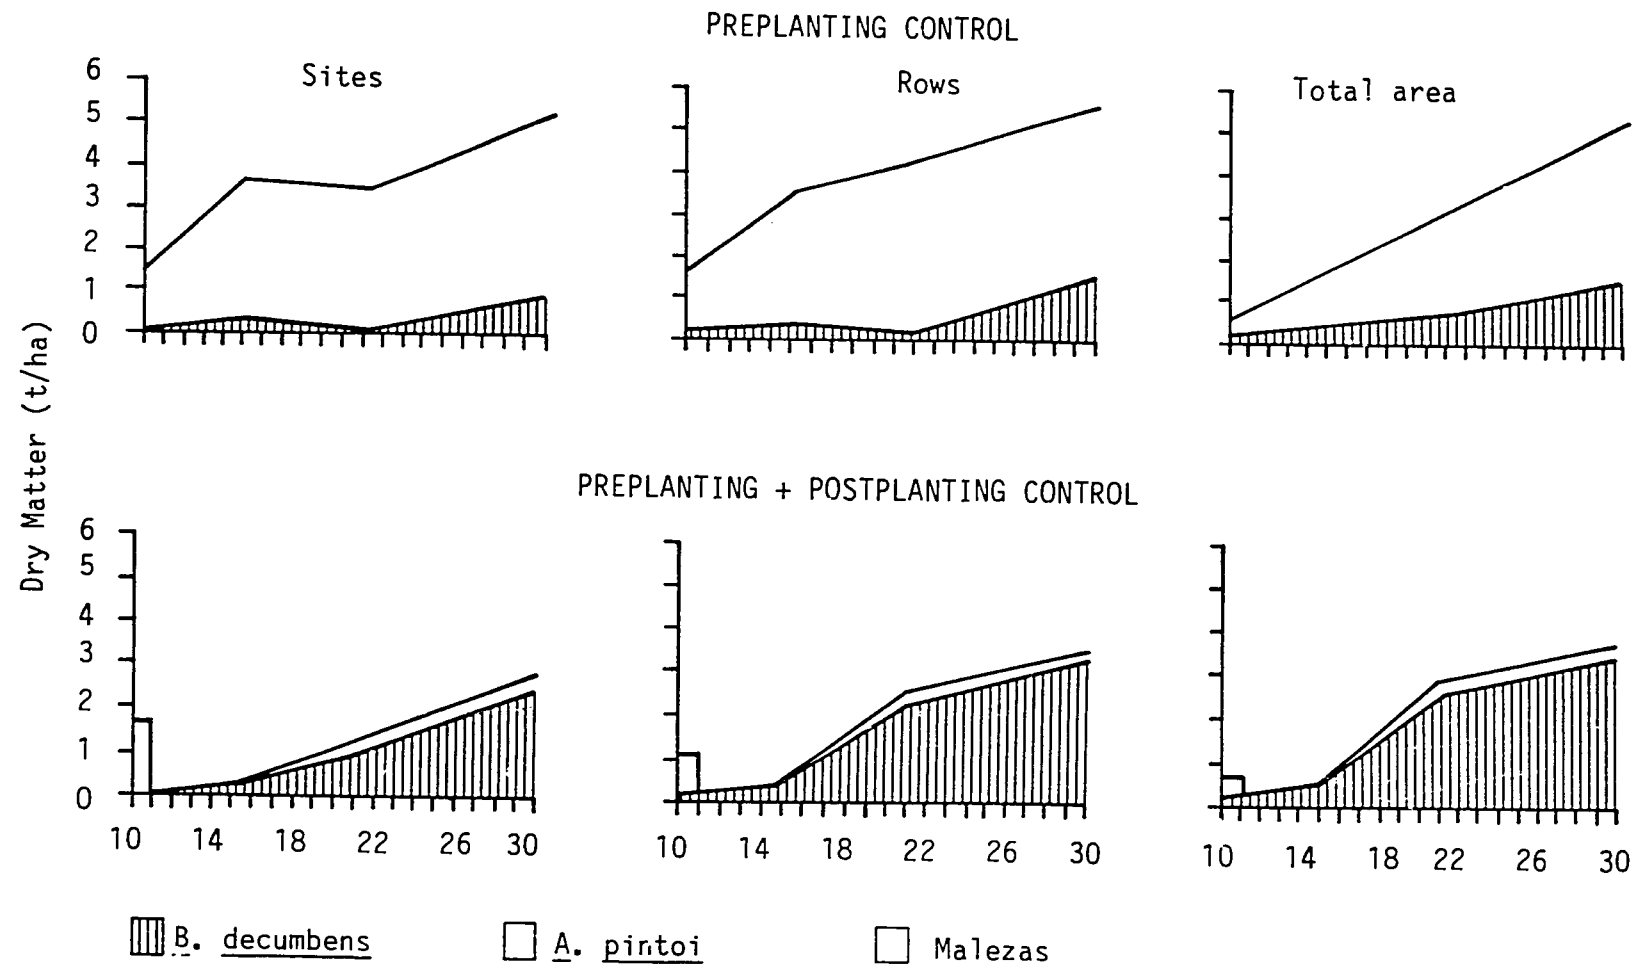 PREPLANTING CONTROL
Sites Rows Total area
6
5
4
3
2
1
0
Dry Matter (t/ha)
PREPLANTING + POSTPLANTING CONTROL
6
5
4
3
2
1
0
10 14 18 22 26 30 10 14 18 22 26 30 10 14 18 22 26 30
B. decumbens A. pintoi Malezas